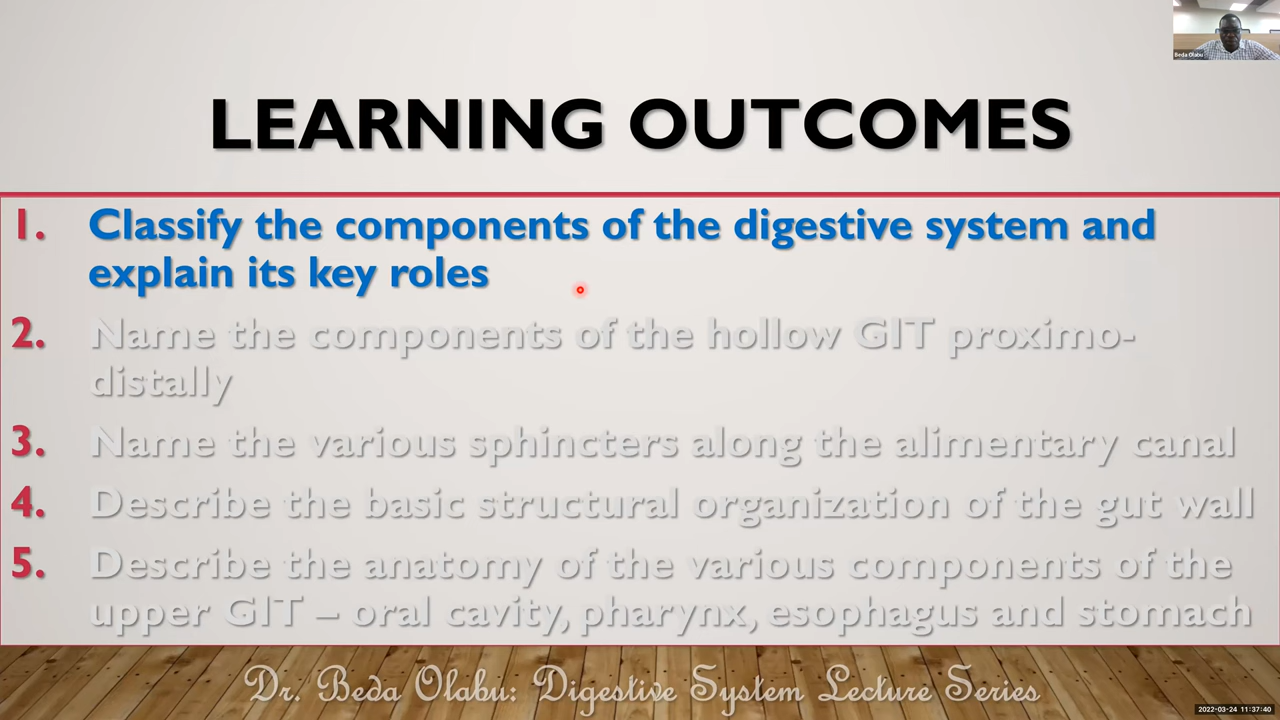 Beda Olabu
LEARNING OUTCOMES
1. Classify the components of the digestive system and
explain its key roles
2. Name the components of the hollow GIT proximo-
distally
3. Name the various sphincters along the alimentary canal
4. Describe the basic structural organization of the gut wall
5. Describe the anatomy of the various components of the
upper GIT – oral cavity, pharynx, esophagus and stomach
Dr. Beda Olabu: Digestive System Lecture Series
2022-03-24 11:37:40